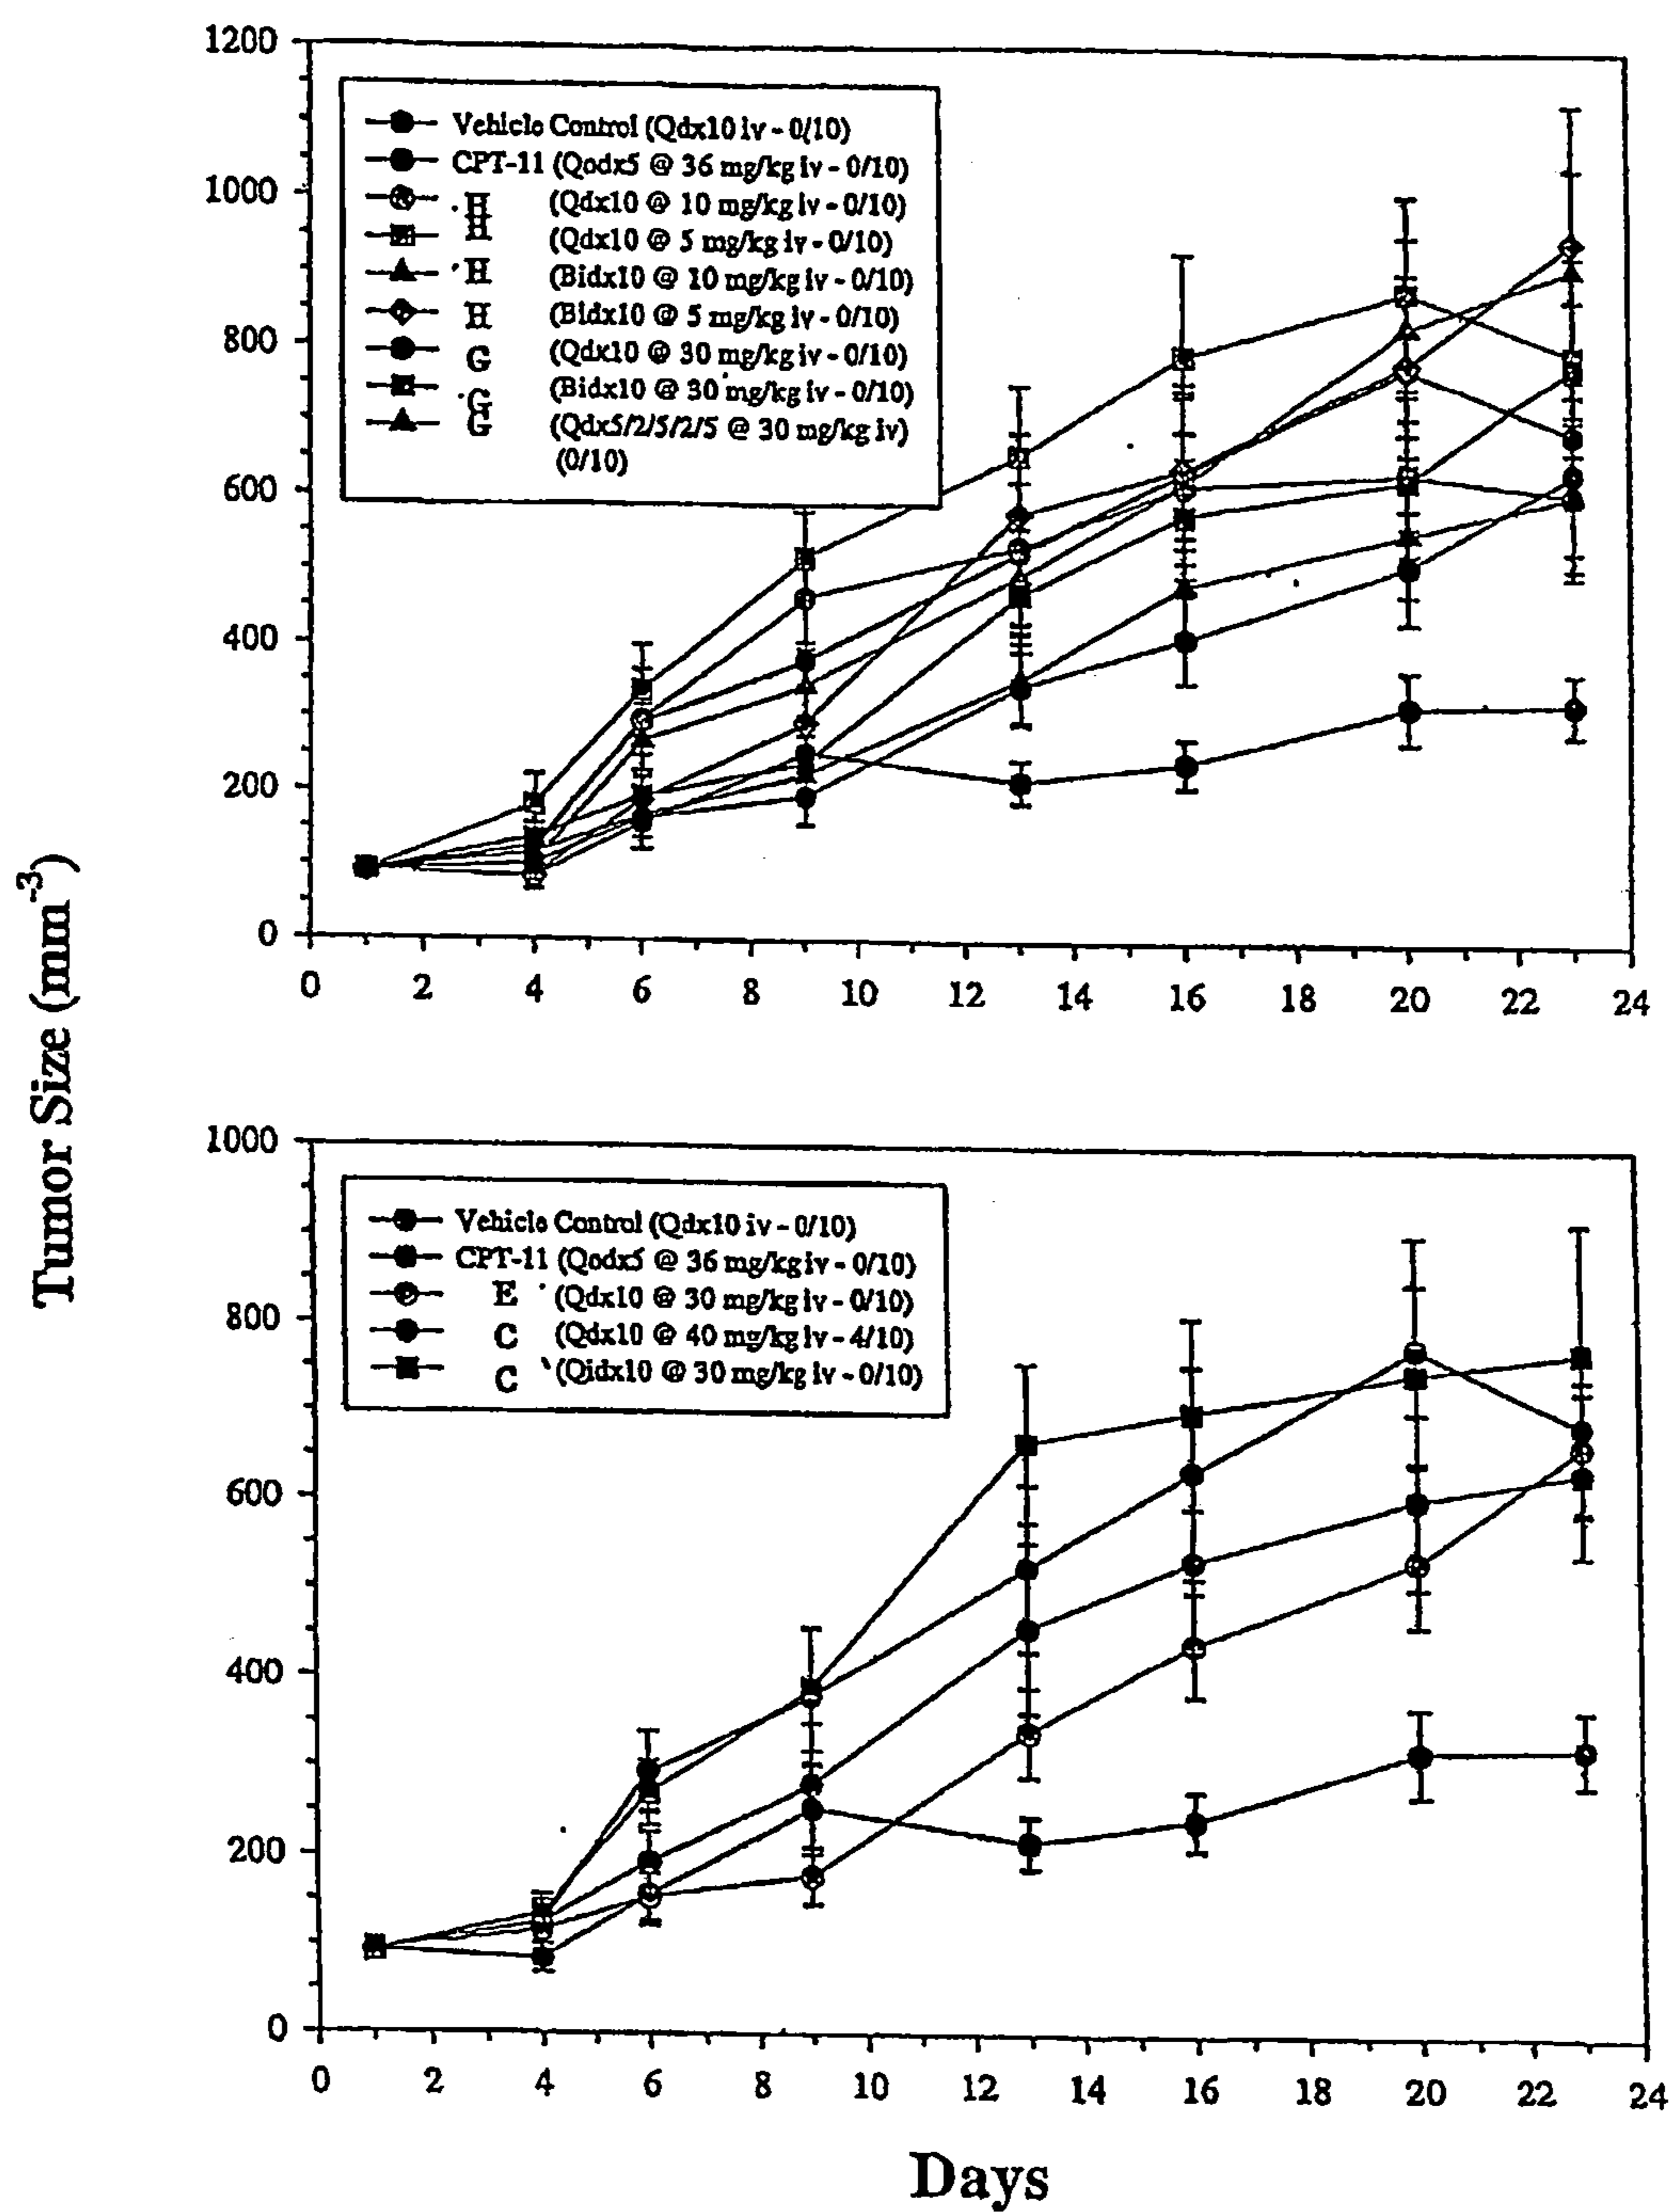 Tumor Size (mm⁻³)
1200
1000
800
600
400
200
0
Vehicle Control (Qdx10 iv - 0/10)
CPT-11 (Qodx5 @ 36 mg/kg iv - 0/10)
H (Qdx10 @ 10 mg/kg iv - 0/10)
H (Qdx10 @ 5 mg/kg iv - 0/10)
H (Bidx10 @ 10 mg/kg iv - 0/10)
H (Bidx10 @ 5 mg/kg iv - 0/10)
G (Qdx10 @ 30 mg/kg iv - 0/10)
G (Bidx10 @ 30 mg/kg iv - 0/10)
G (Qdx5/2/5/2/5 @ 30 mg/kg iv)
(0/10)
0 2 4 6 8 10 12 14 16 18 20 22 24
1000
800
600
400
200
0
Vehicle Control (Qdx10 iv - 0/10)
CPT-11 (Qodx5 @ 36 mg/kg iv - 0/10)
E (Qdx10 @ 30 mg/kg iv - 0/10)
C (Qdx10 @ 40 mg/kg iv - 4/10)
C (Qidx10 @ 30 mg/kg iv - 0/10)
0 2 4 6 8 10 12 14 16 18 20 22 24
Days